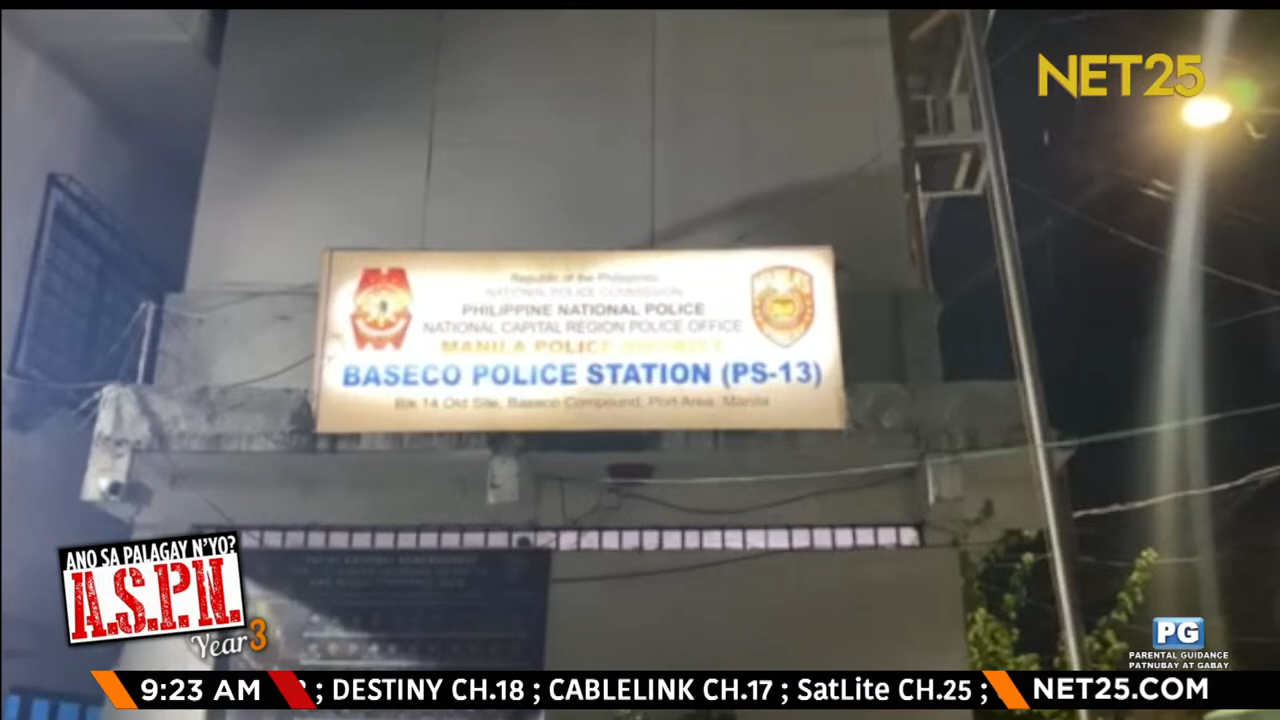 NET25
Republic of the Philippines
NATIONAL POLICE COMMISSION
PHILIPPINE NATIONAL POLICE
NATIONAL CAPITAL REGION POLICE OFFICE
MANILA POLICE DISTRICT
BASECO POLICE STATION (PS-13)
Blk 14 Old Site, Baseco Compound, Port Area, Manila
ANO SA PALAGAY N'YO?
A.S.P.N.
Year 3
PG
PARENTAL GUIDANCE
PATNUBAY AT GABAY
9:23 AM ; DESTINY CH.18 ; CABLELINK CH.17 ; SatLite CH.25 ; NET25.COM